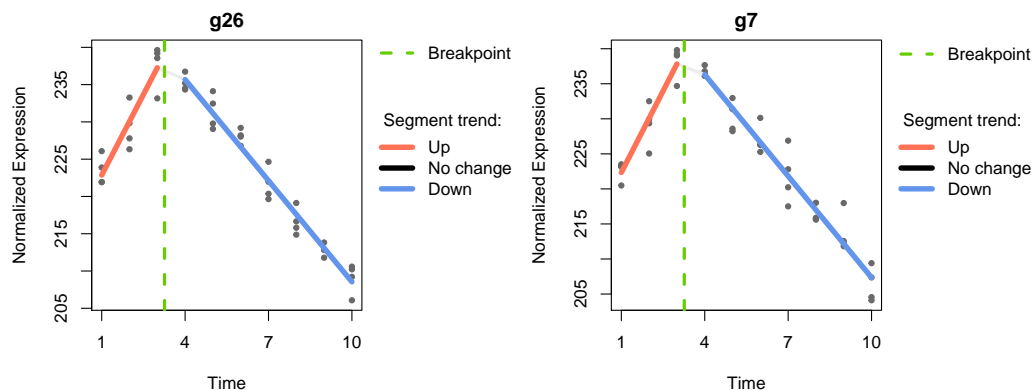 g26
Normalized Expression
235
225
215
205
1
4
7
10
Time
Breakpoint
Segment trend:
Up
No change
Down
g7
Normalized Expression
235
225
215
205
1
4
7
10
Time
Breakpoint
Segment trend:
Up
No change
Down